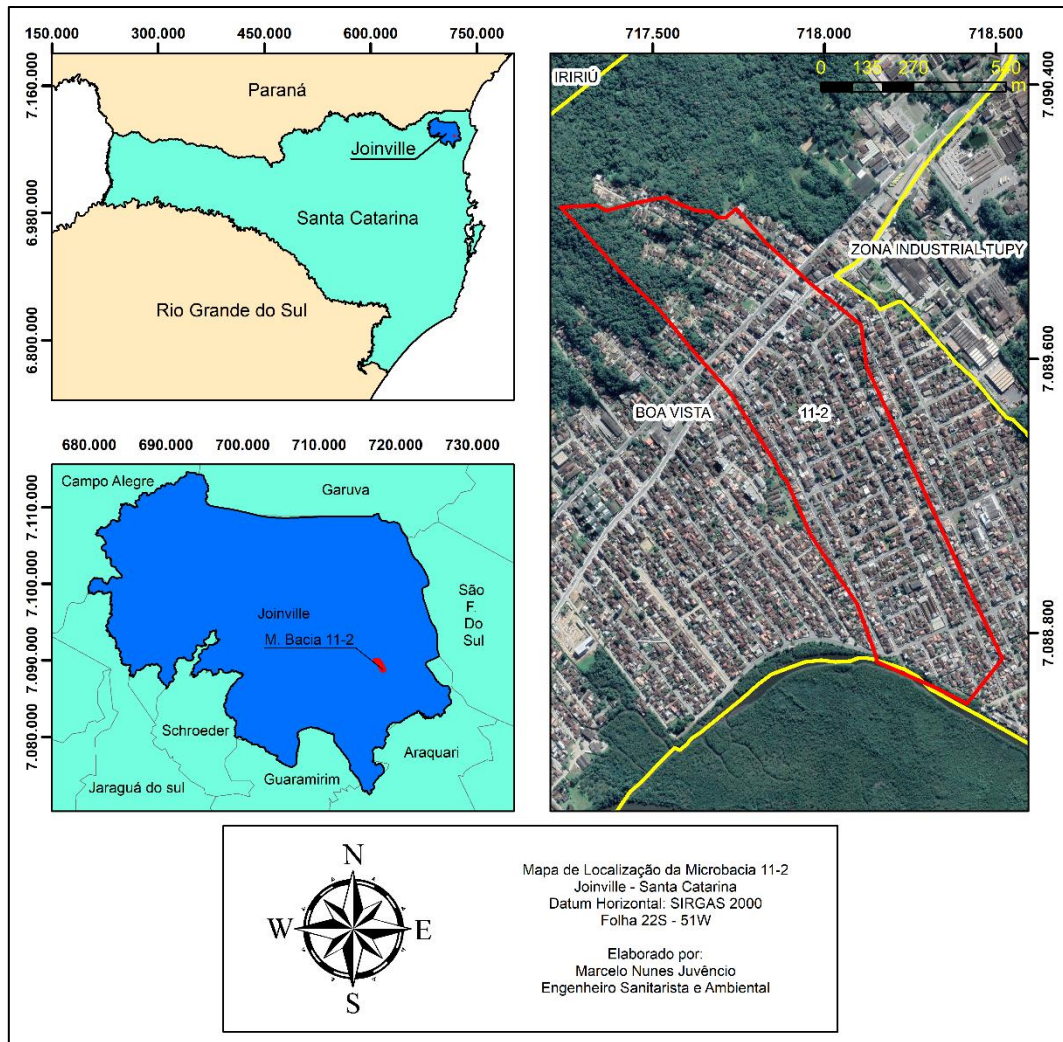 150.000 300.000 450.000 600.000 750.000
7.160.000
6.980.000
6.800.000
Paraná
Joinville
Santa Catarina
Rio Grande do Sul
680.000 690.000 700.000 710.000 720.000 730.000
7.110.000
7.100.000
7.090.000
7.080.000
Campo Alegre
Garuva
São
F.
Do
Sul
Joinville
M. Bacia 11-2
Schroeder
Araquari
Jaraguá do sul
Guaramirim
717.500 718.000 718.500
7.090.400
7.089.600
7.088.800
0 135 270 540
m
IRIRIÚ
ZONA INDUSTRIAL TUPY
BOA VISTA
11-2
N
W E
S
Mapa de Localização da Microbacia 11-2
Joinville - Santa Catarina
Datum Horizontal: SIRGAS 2000
Folha 22S - 51W
Elaborado por:
Marcelo Nunes Juvêncio
Engenheiro Sanitarista e Ambiental